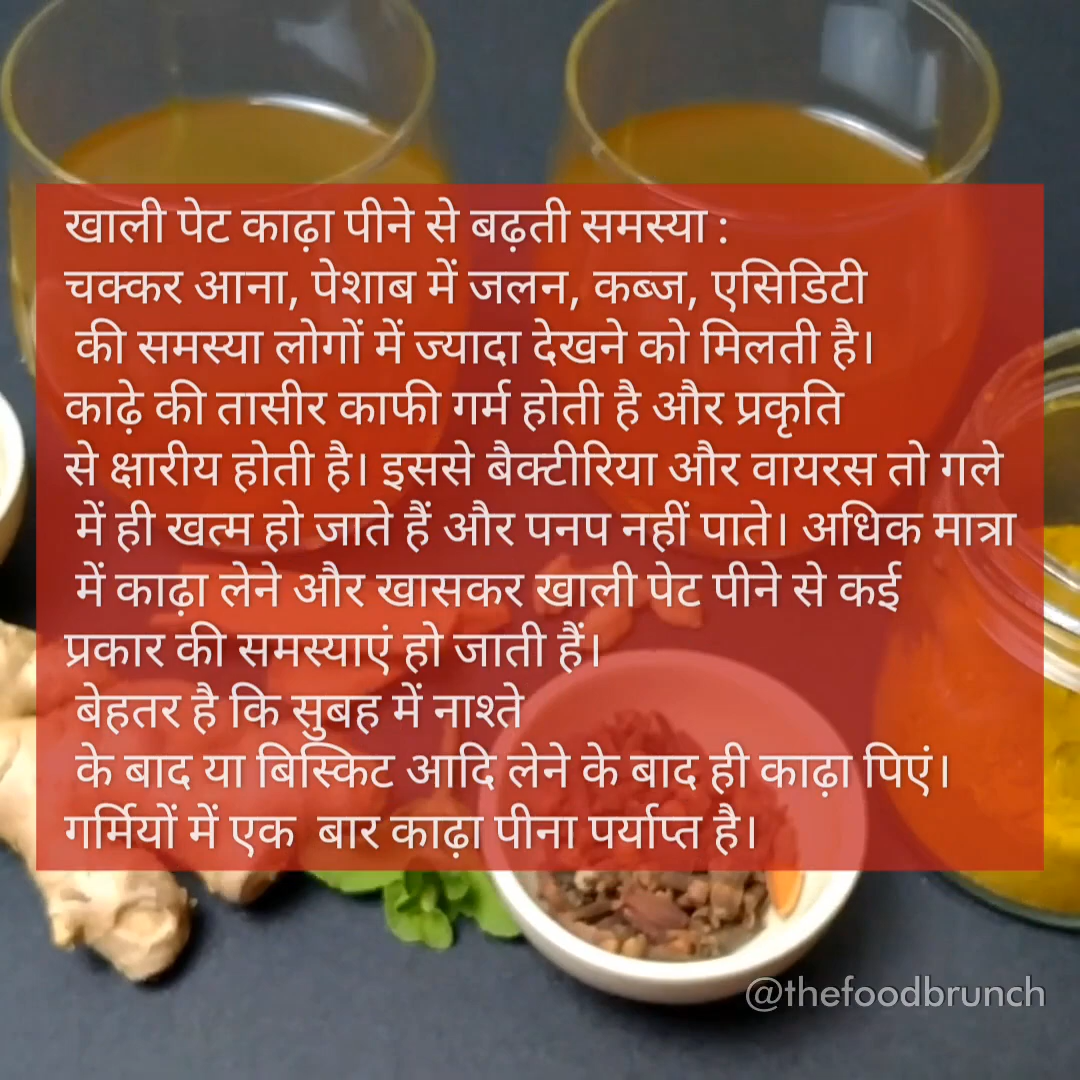 खाली पेट काढ़ा पीने से बढ़ती समस्या :
चक्कर आना, पेशाब में जलन, कब्ज, एसिडिटी
की समस्या लोगों में ज्यादा देखने को मिलती है।
काढ़े की तासीर काफी गर्म होती है और प्रकृति
से क्षारीय होती है। इससे बैक्टीरिया और वायरस तो गले
में ही खत्म हो जाते हैं और पनप नहीं पाते। अधिक मात्रा
में काढ़ा लेने और खासकर खाली पेट पीने से कई
प्रकार की समस्याएं हो जाती हैं।
बेहतर है कि सुबह में नाश्ते
के बाद या बिस्किट आदि लेने के बाद ही काढ़ा पिएं।
गर्मियों में एक बार काढ़ा पीना पर्याप्त है।
@thefoodbrunch